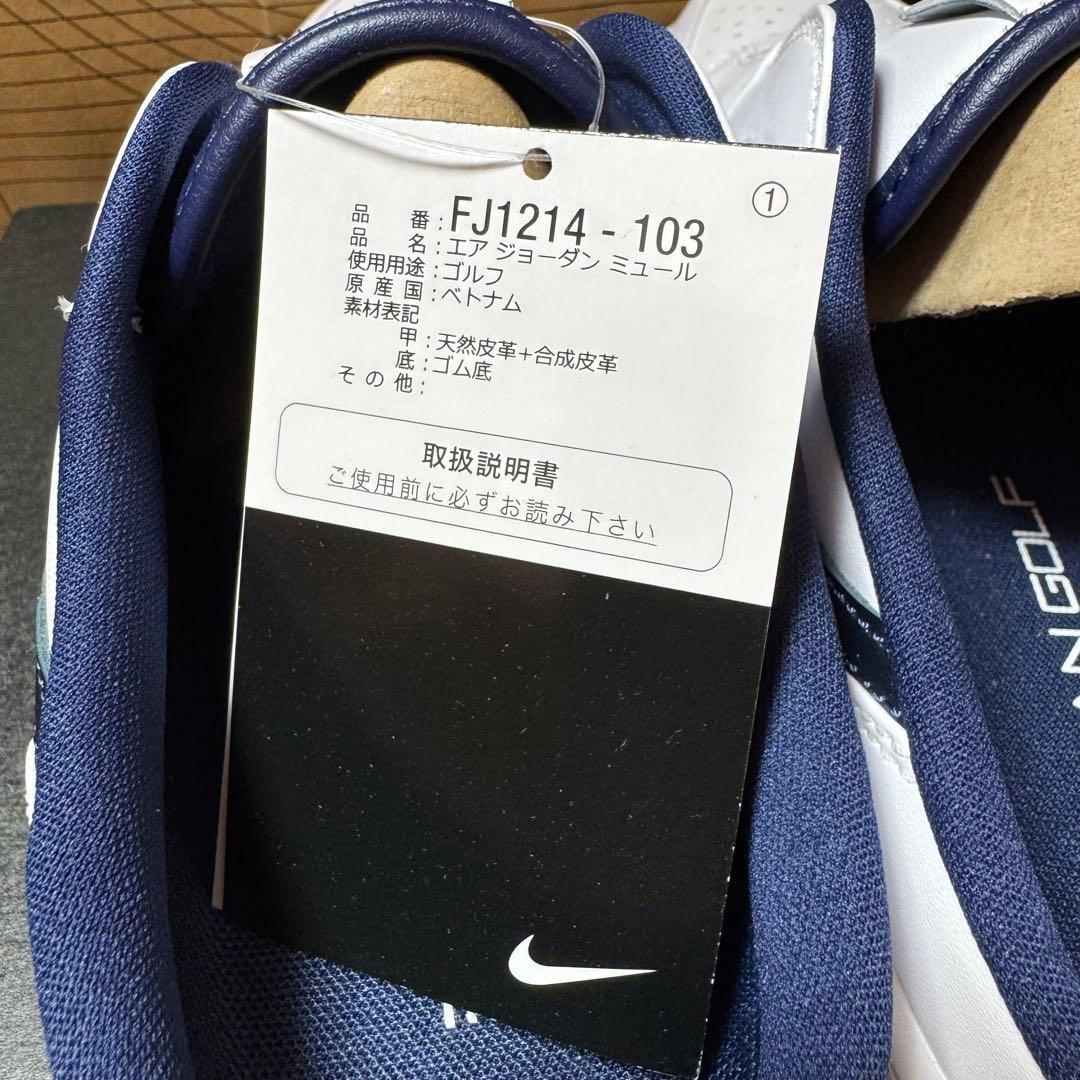 ①
品 番 : FJ1214 - 103
品 名 : エア ジョーダン ミュール
使用用途 : ゴルフ
原 産 国 : ベトナム
素材表記
甲 : 天然皮革+合成皮革
底 : ゴム底
そ の 他 ;
取扱説明書
ご使用前に必ずお読み下さい
N GOLF